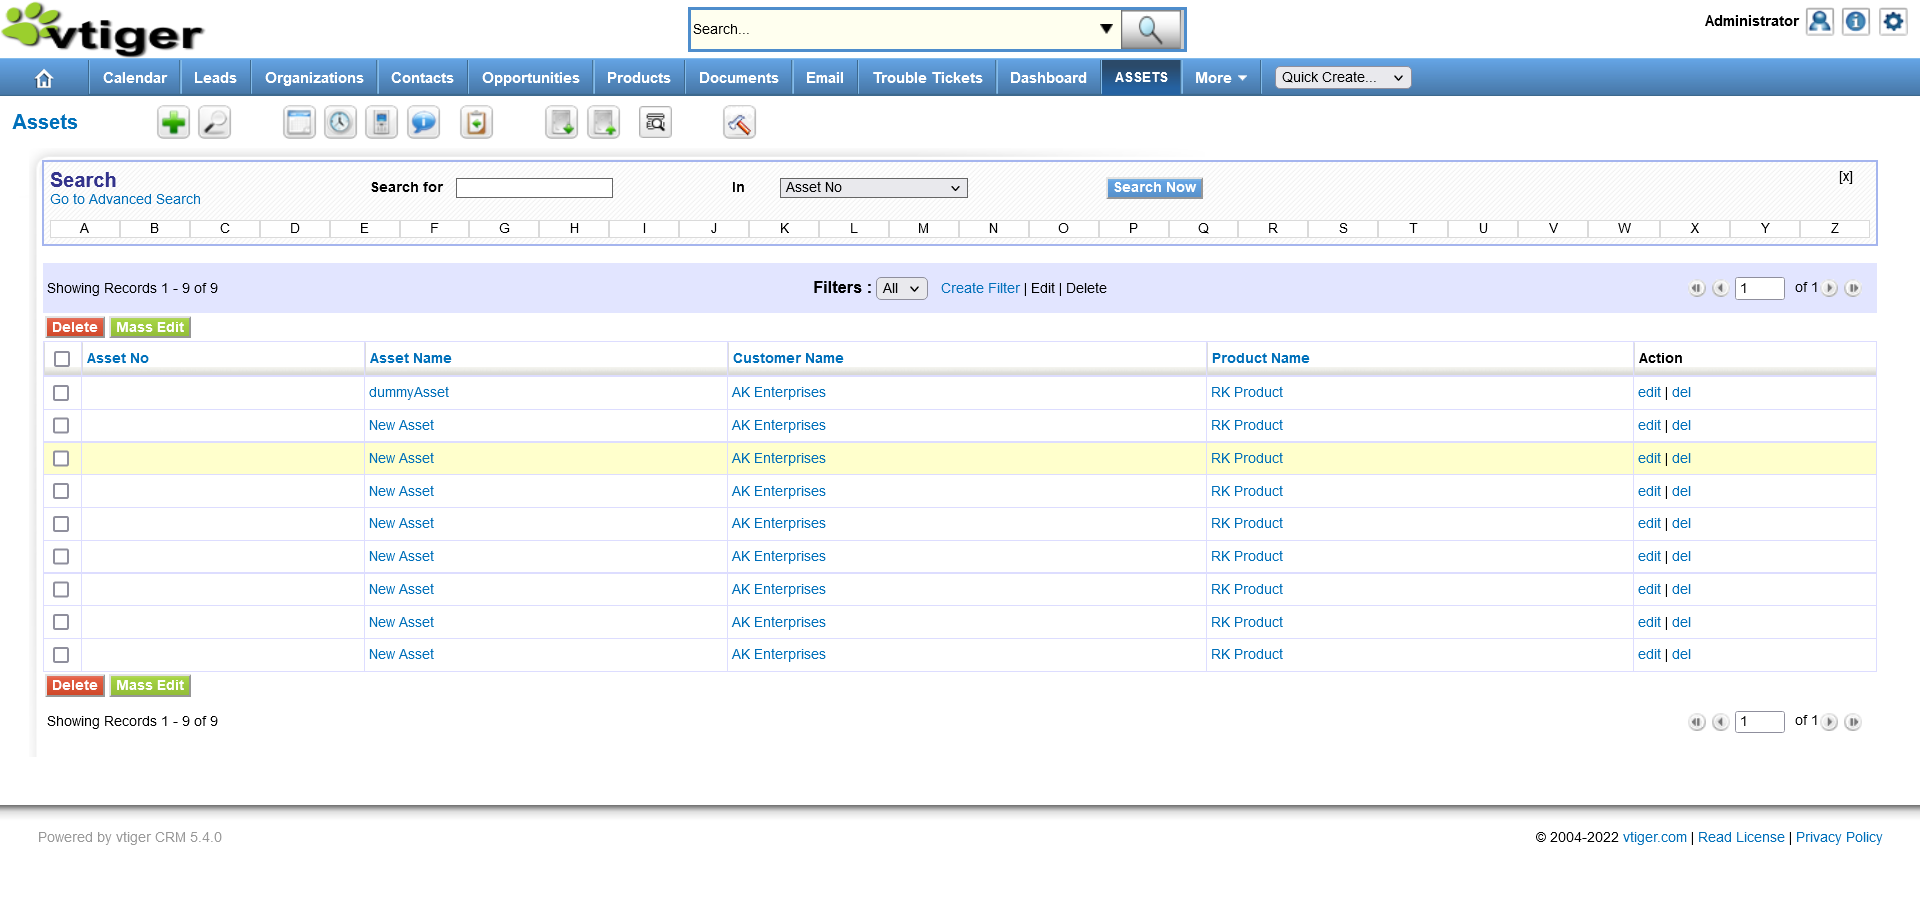 vtiger
Search...
Administrator
Calendar Leads Organizations Contacts Opportunities Products Documents Email Trouble Tickets Dashboard ASSETS More Quick Create...
Assets
Search
Go to Advanced Search
Search for In Asset No Search Now [x]
A B C D E F G H I J K L M N O P Q R S T U V W X Y Z
Showing Records 1 - 9 of 9 Filters : All Create Filter | Edit | Delete 1 of 1
Delete Mass Edit
Asset No Asset Name Customer Name Product Name Action
dummyAsset AK Enterprises RK Product edit | del
New Asset AK Enterprises RK Product edit | del
New Asset AK Enterprises RK Product edit | del
New Asset AK Enterprises RK Product edit | del
New Asset AK Enterprises RK Product edit | del
New Asset AK Enterprises RK Product edit | del
New Asset AK Enterprises RK Product edit | del
New Asset AK Enterprises RK Product edit | del
New Asset AK Enterprises RK Product edit | del
Delete Mass Edit
Showing Records 1 - 9 of 9 1 of 1
Powered by vtiger CRM 5.4.0 © 2004-2022 vtiger.com | Read License | Privacy Policy